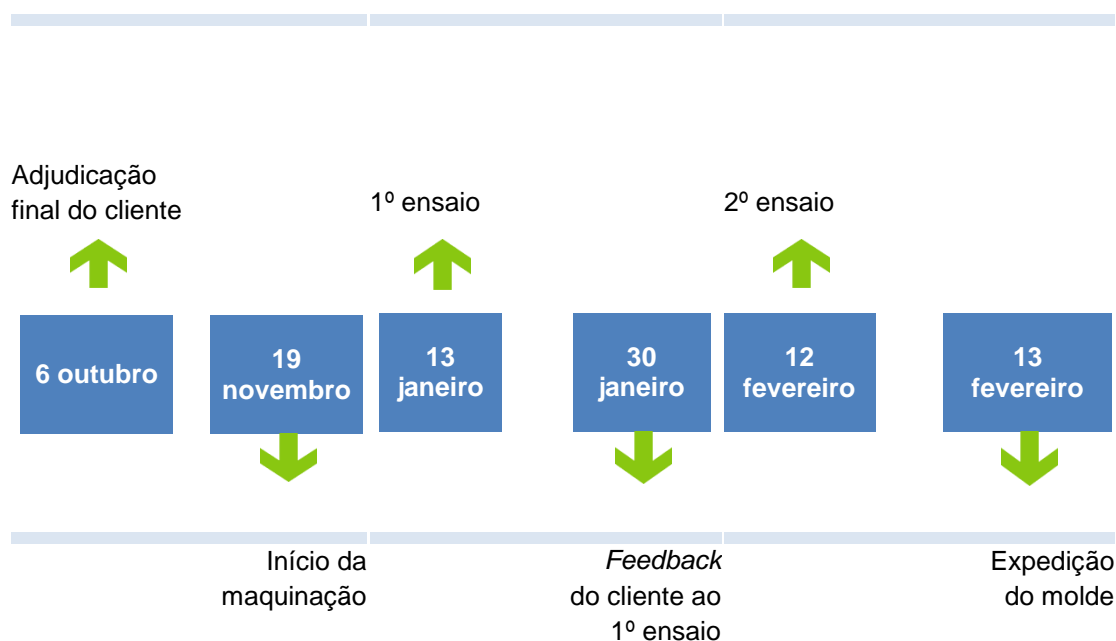 Adjudicação
final do cliente
1º ensaio
2º ensaio
6 outubro
19
novembro
13
janeiro
30
janeiro
12
fevereiro
13
fevereiro
Início da
maquinação
Feedback
do cliente ao
1º ensaio
Expedição
do molde